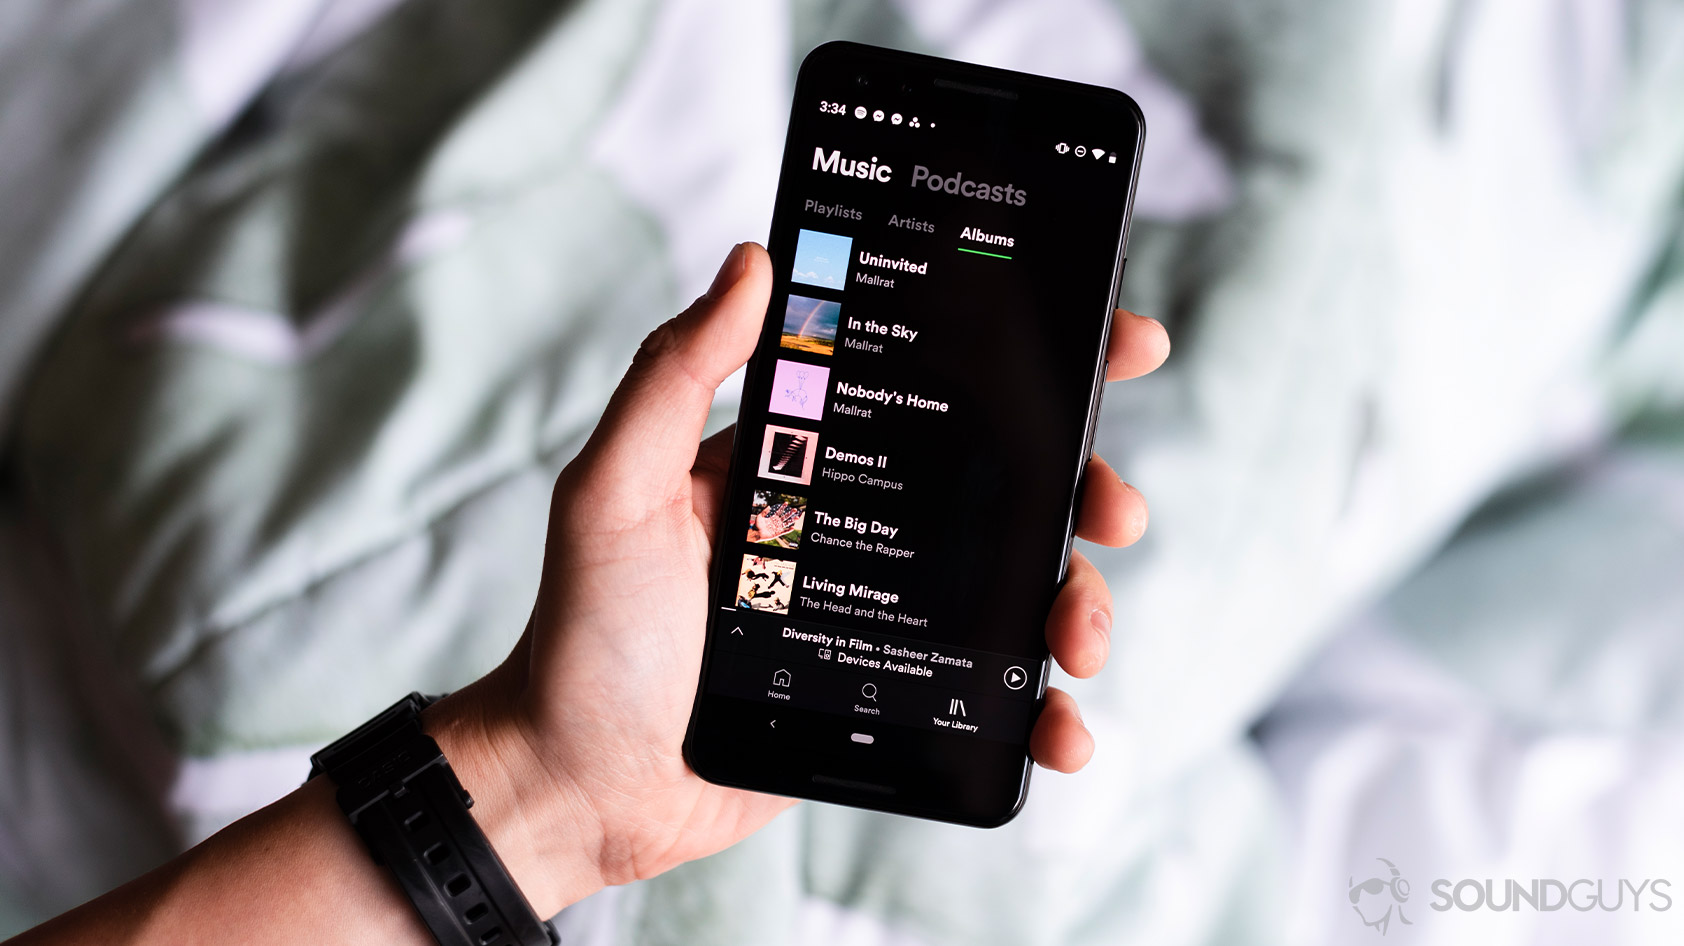 3:34
Music Podcasts
Playlists Artists Albums
Uninvited
Mallrat
In the Sky
Mallrat
Nobody's Home
Mallrat
Demos II
Hippo Campus
The Big Day
Chance the Rapper
Living Mirage
The Head and the Heart
Diversity in Film • Sasheer Zamata
Devices Available
Home Search Your Library
SOUNDGUYS